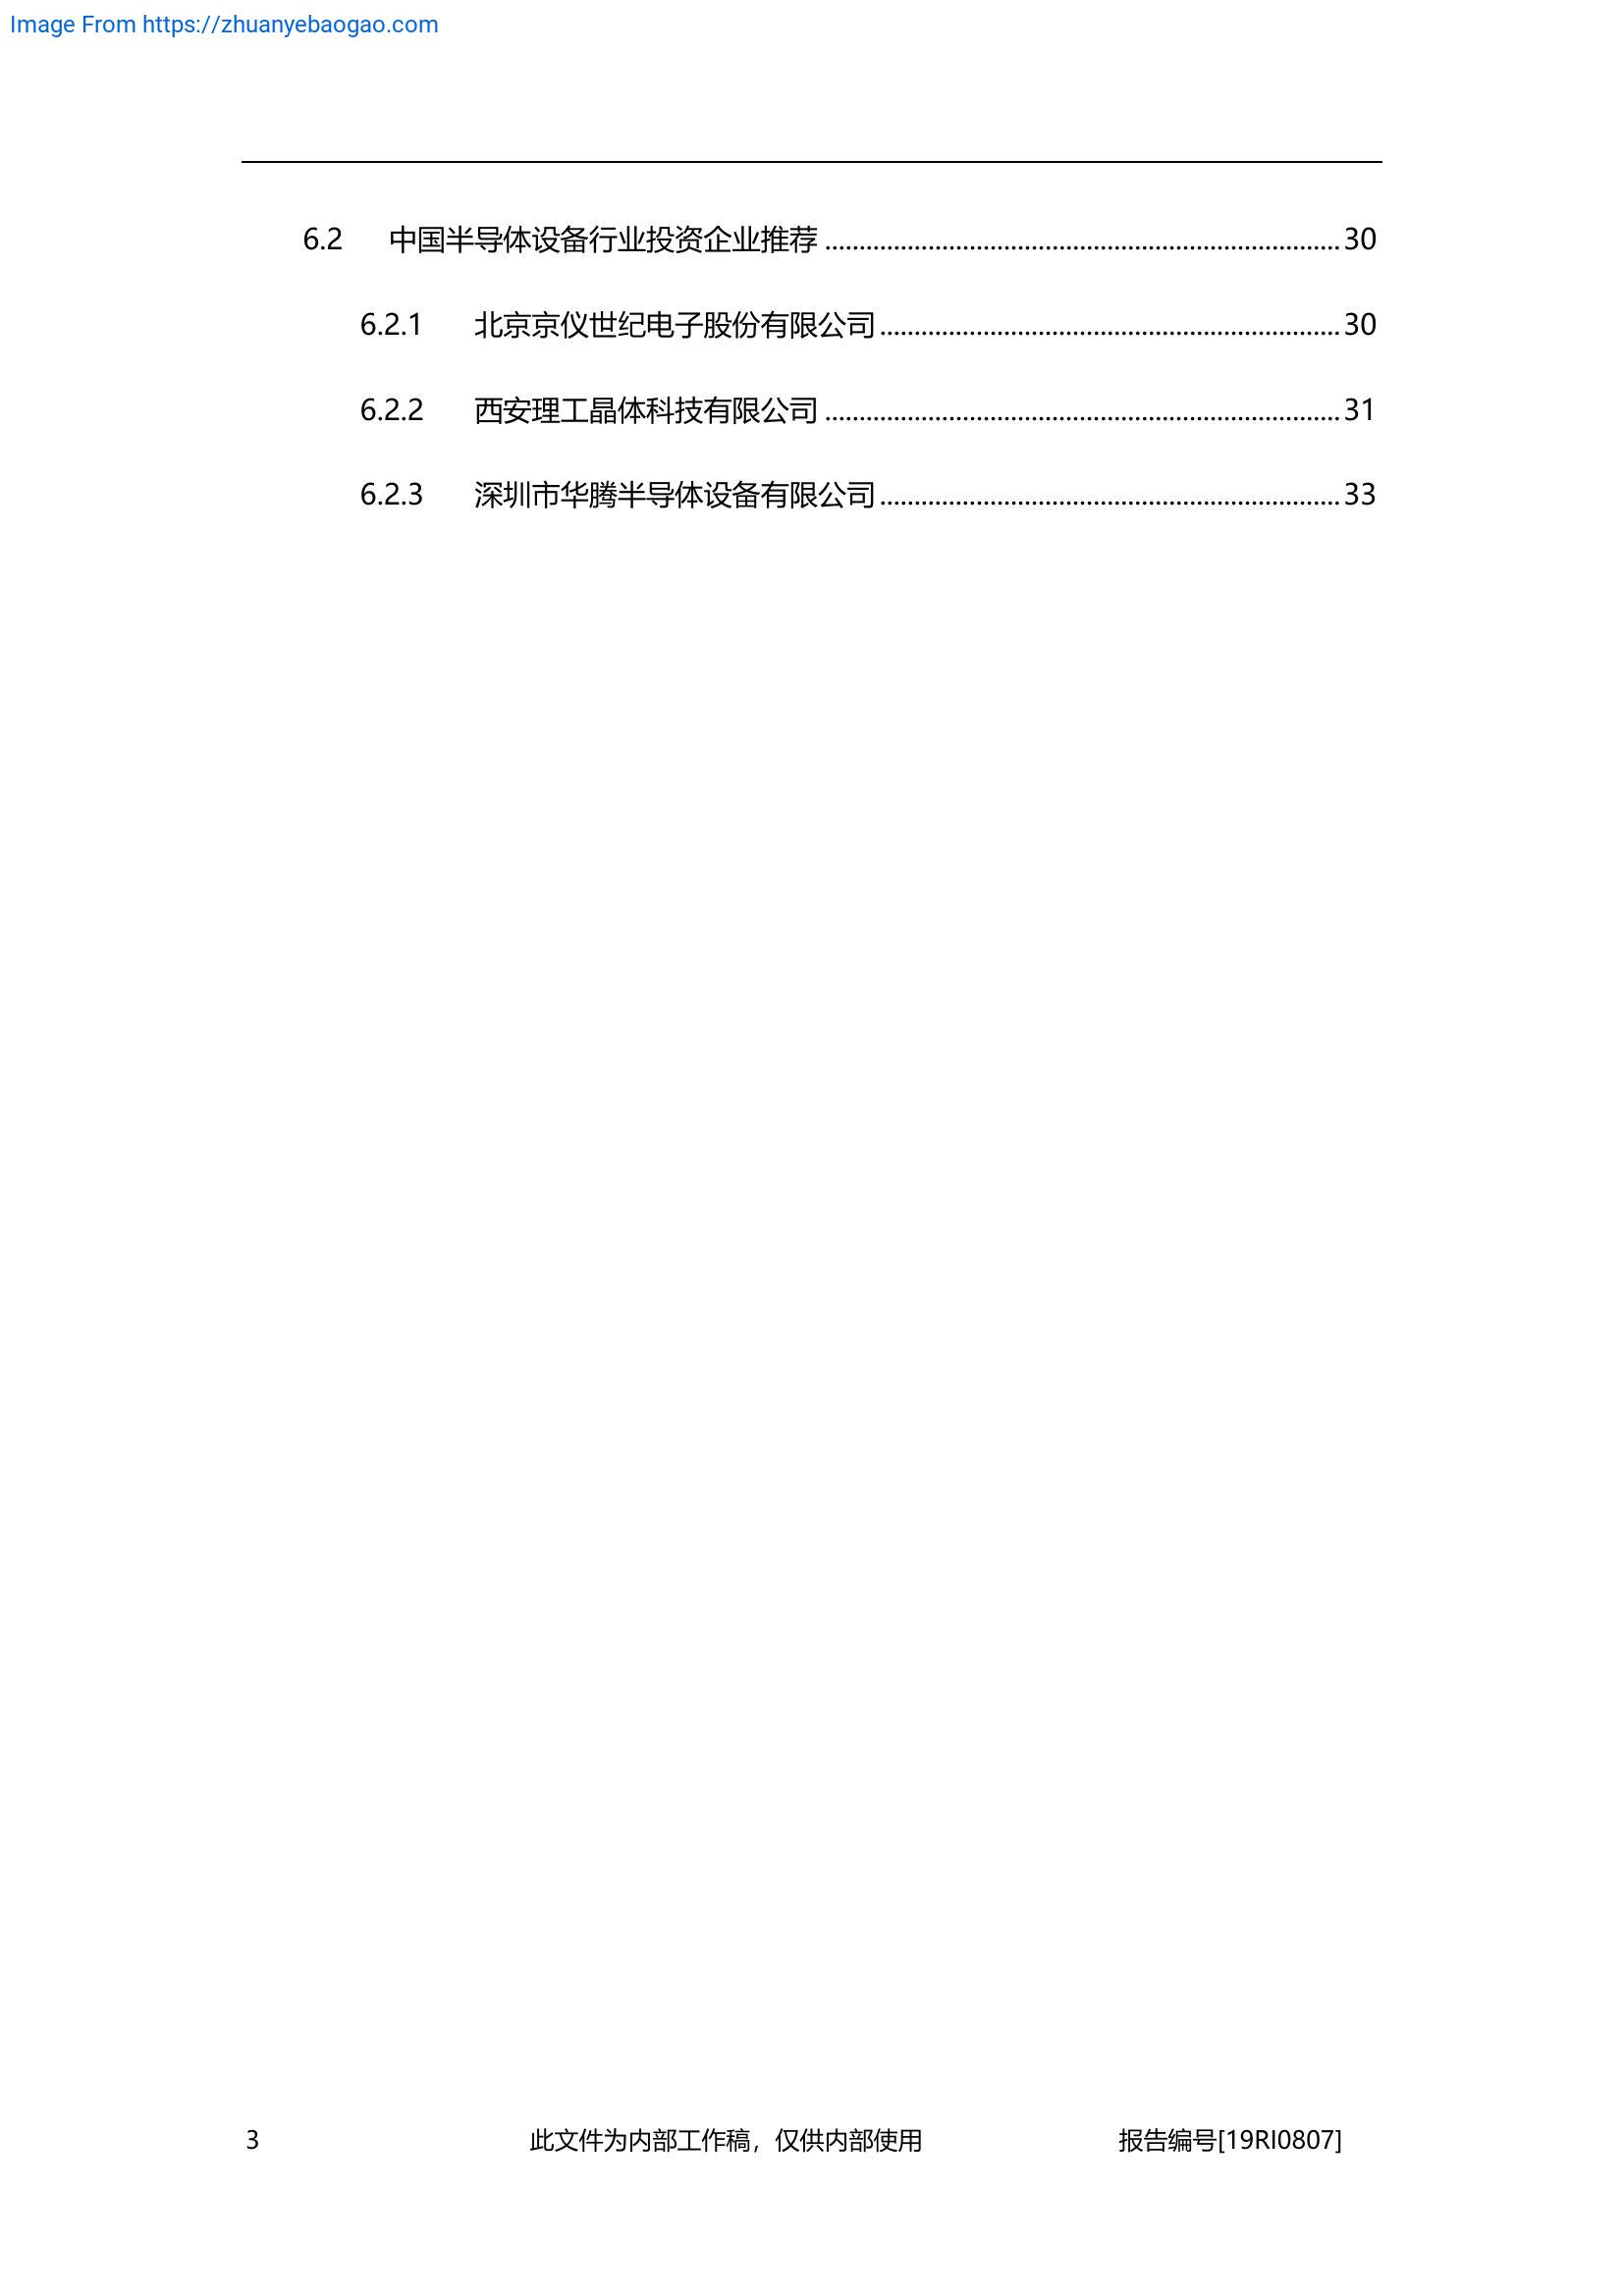 Image From https://zhuanyebaogao.com
6.2 中国半导体设备行业投资企业推荐 ........................................................................... 30
6.2.1 北京京仪世纪电子股份有限公司 ................................................................... 30
6.2.2 西安理工晶体科技有限公司 ........................................................................... 31
6.2.3 深圳市华腾半导体设备有限公司 ................................................................... 33
3 此文件为内部工作稿，仅供内部使用 报告编号[19RI0807]